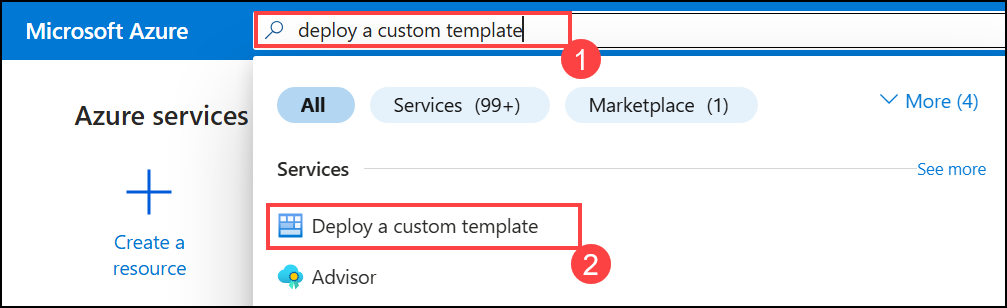 Microsoft Azure
deploy a custom template
1
All
Services (99+)
Marketplace (1)
More (4)
Azure services
Services
See more
Deploy a custom template
2
Create a
resource
Advisor